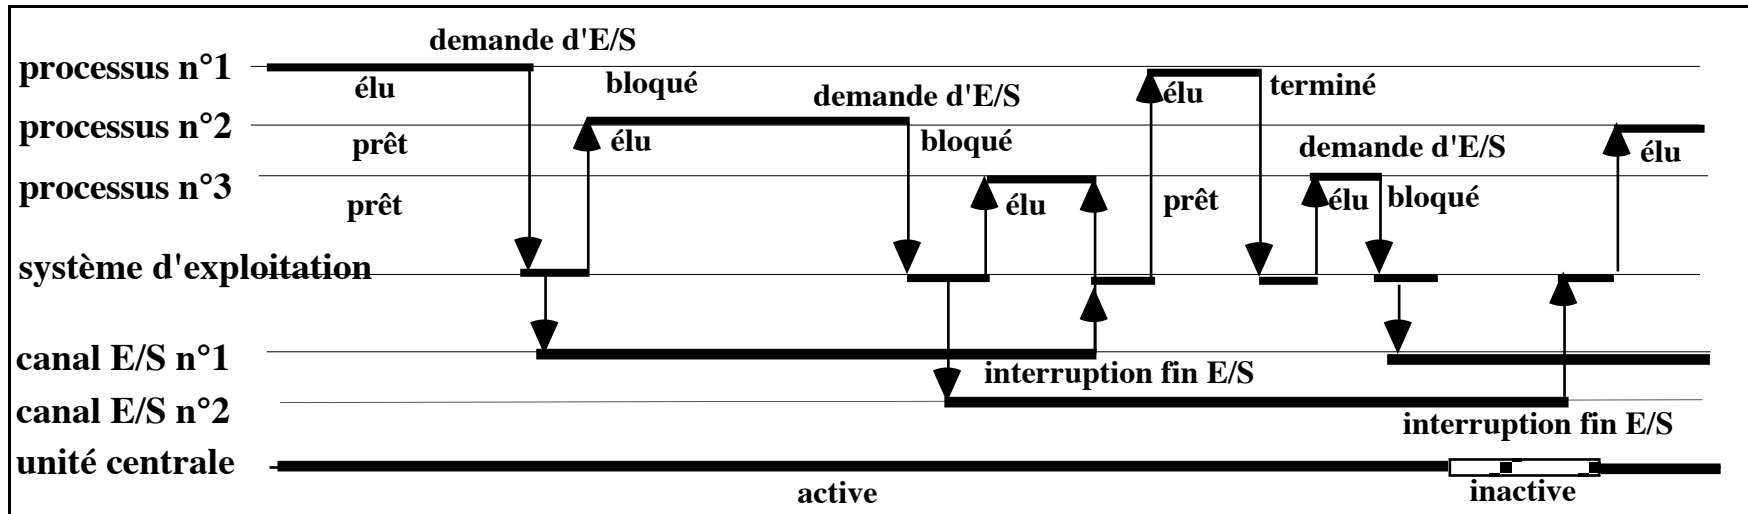 demande d'E/S
processus n°1
élu
bloqué
élu
terminé
demande d'E/S
processus n°2
prêt
élu
bloqué
demande d'E/S
élu
processus n°3
prêt
élu
prêt
élu
bloqué
système d'exploitation
canal E/S n°1
interruption fin E/S
canal E/S n°2
interruption fin E/S
unité centrale
active
inactive